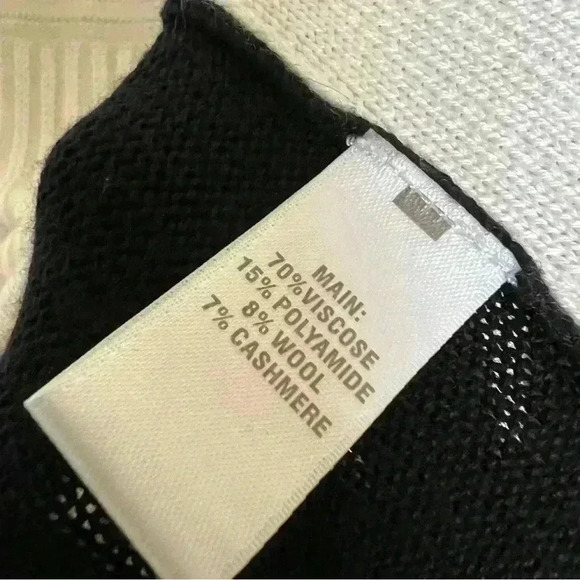 MAIN:
70%VISCOSE
15% POLYAMIDE
8% WOOL
7% CASHMERE